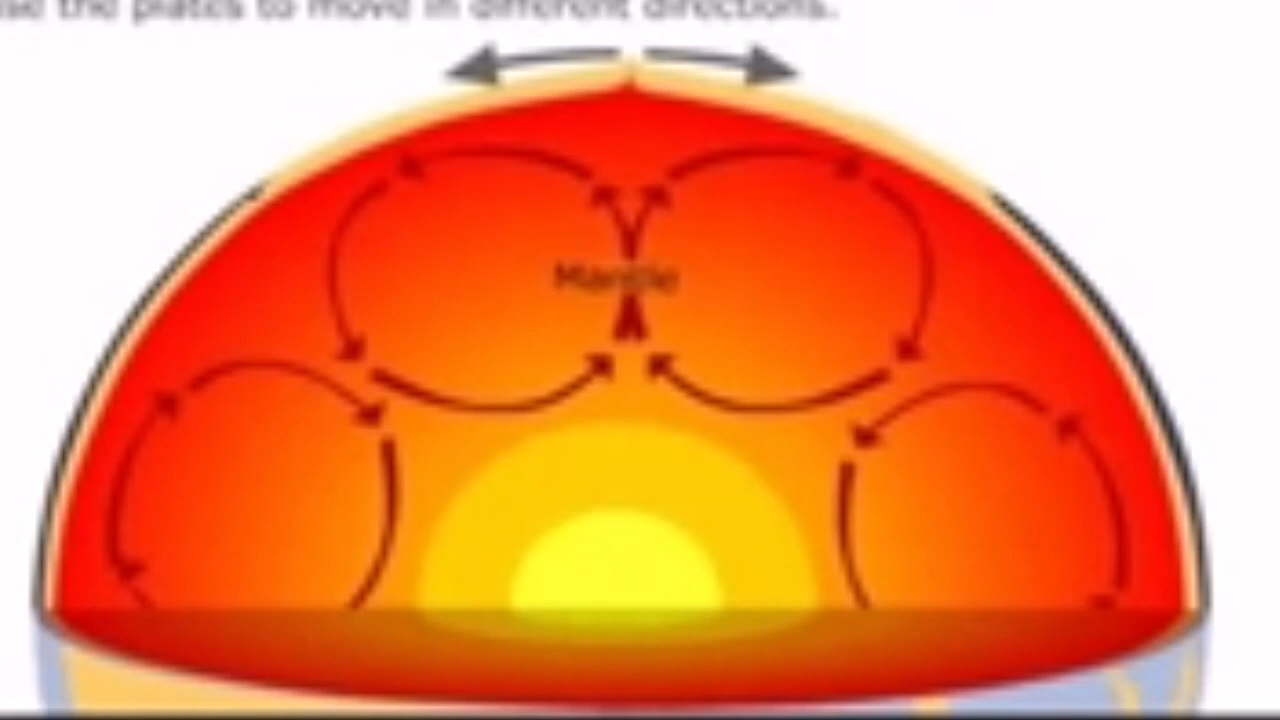 the plates to move in different directions.
Mantle